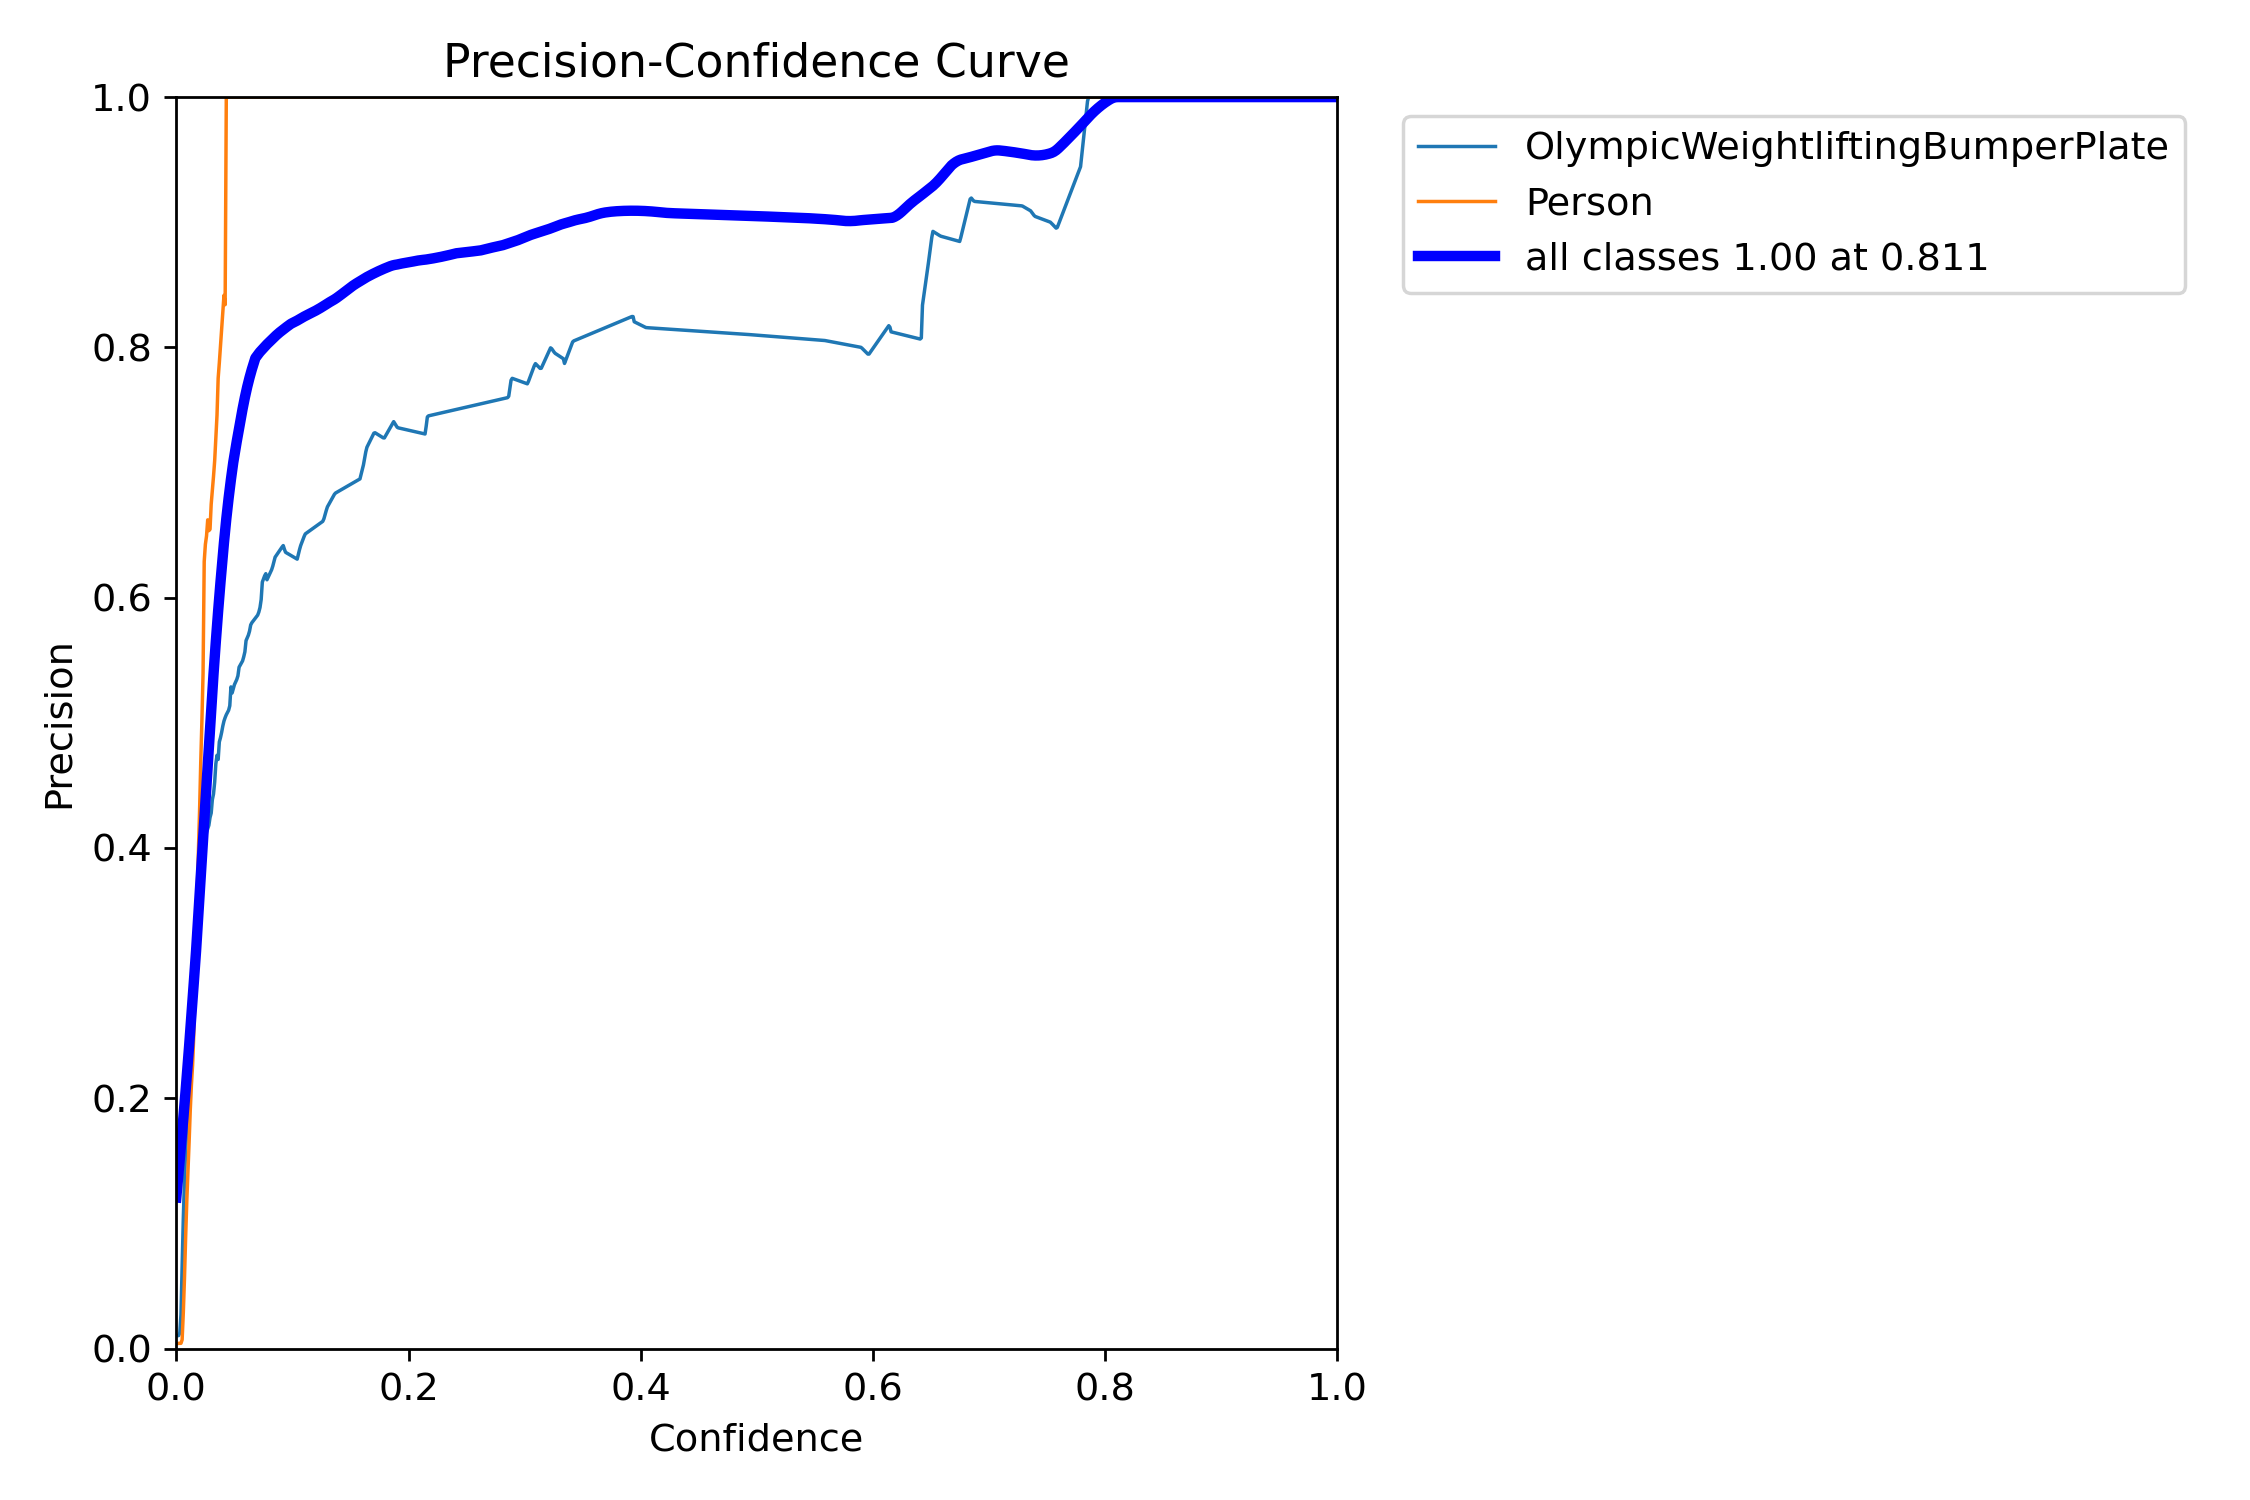 Precision-Confidence Curve
1.0
0.8
0.6
0.4
0.2
0.0
Precision
0.0 0.2 0.4 0.6 0.8 1.0
Confidence
OlympicWeightliftingBumperPlate
Person
all classes 1.00 at 0.811